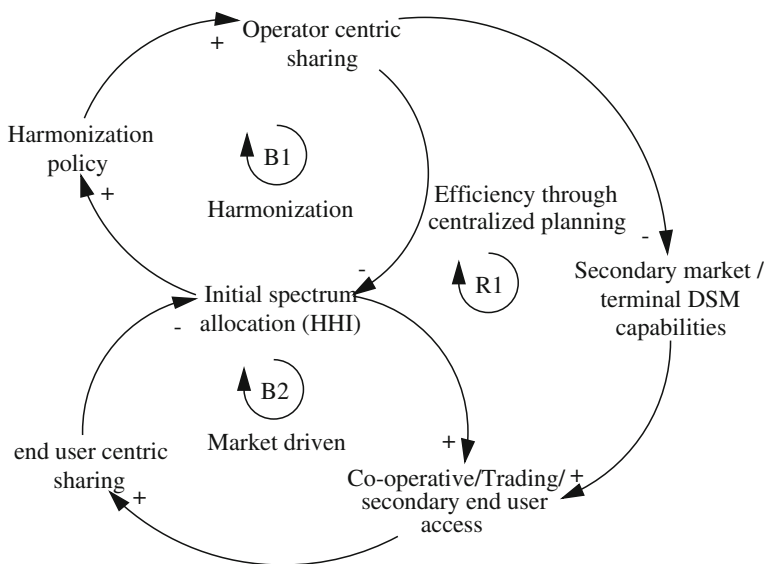 Operator centric
sharing
+
Harmonization
policy
+
B1
Harmonization
Efficiency through
centralized planning
-
R1
Secondary market /
terminal DSM
capabilities
-
Initial spectrum
allocation (HHI)
-
B2
Market driven
end user centric
sharing
+
+
Co-operative/Trading/
secondary end user
access
+